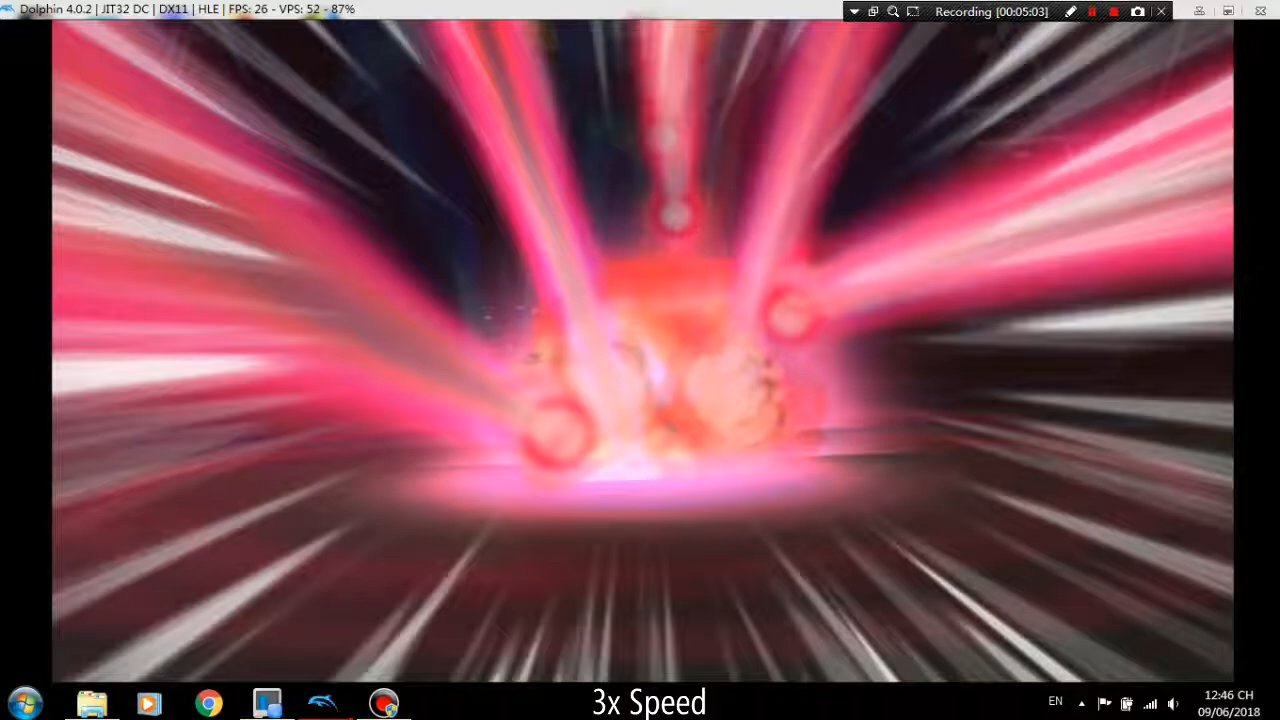 Dolphin 4.0.2 | JIT32 DC | DX11 | HLE | FPS: 26 - VPS: 52 - 87%
Recording [00:05:03]
3x Speed
EN
12:46 CH
09/06/2018